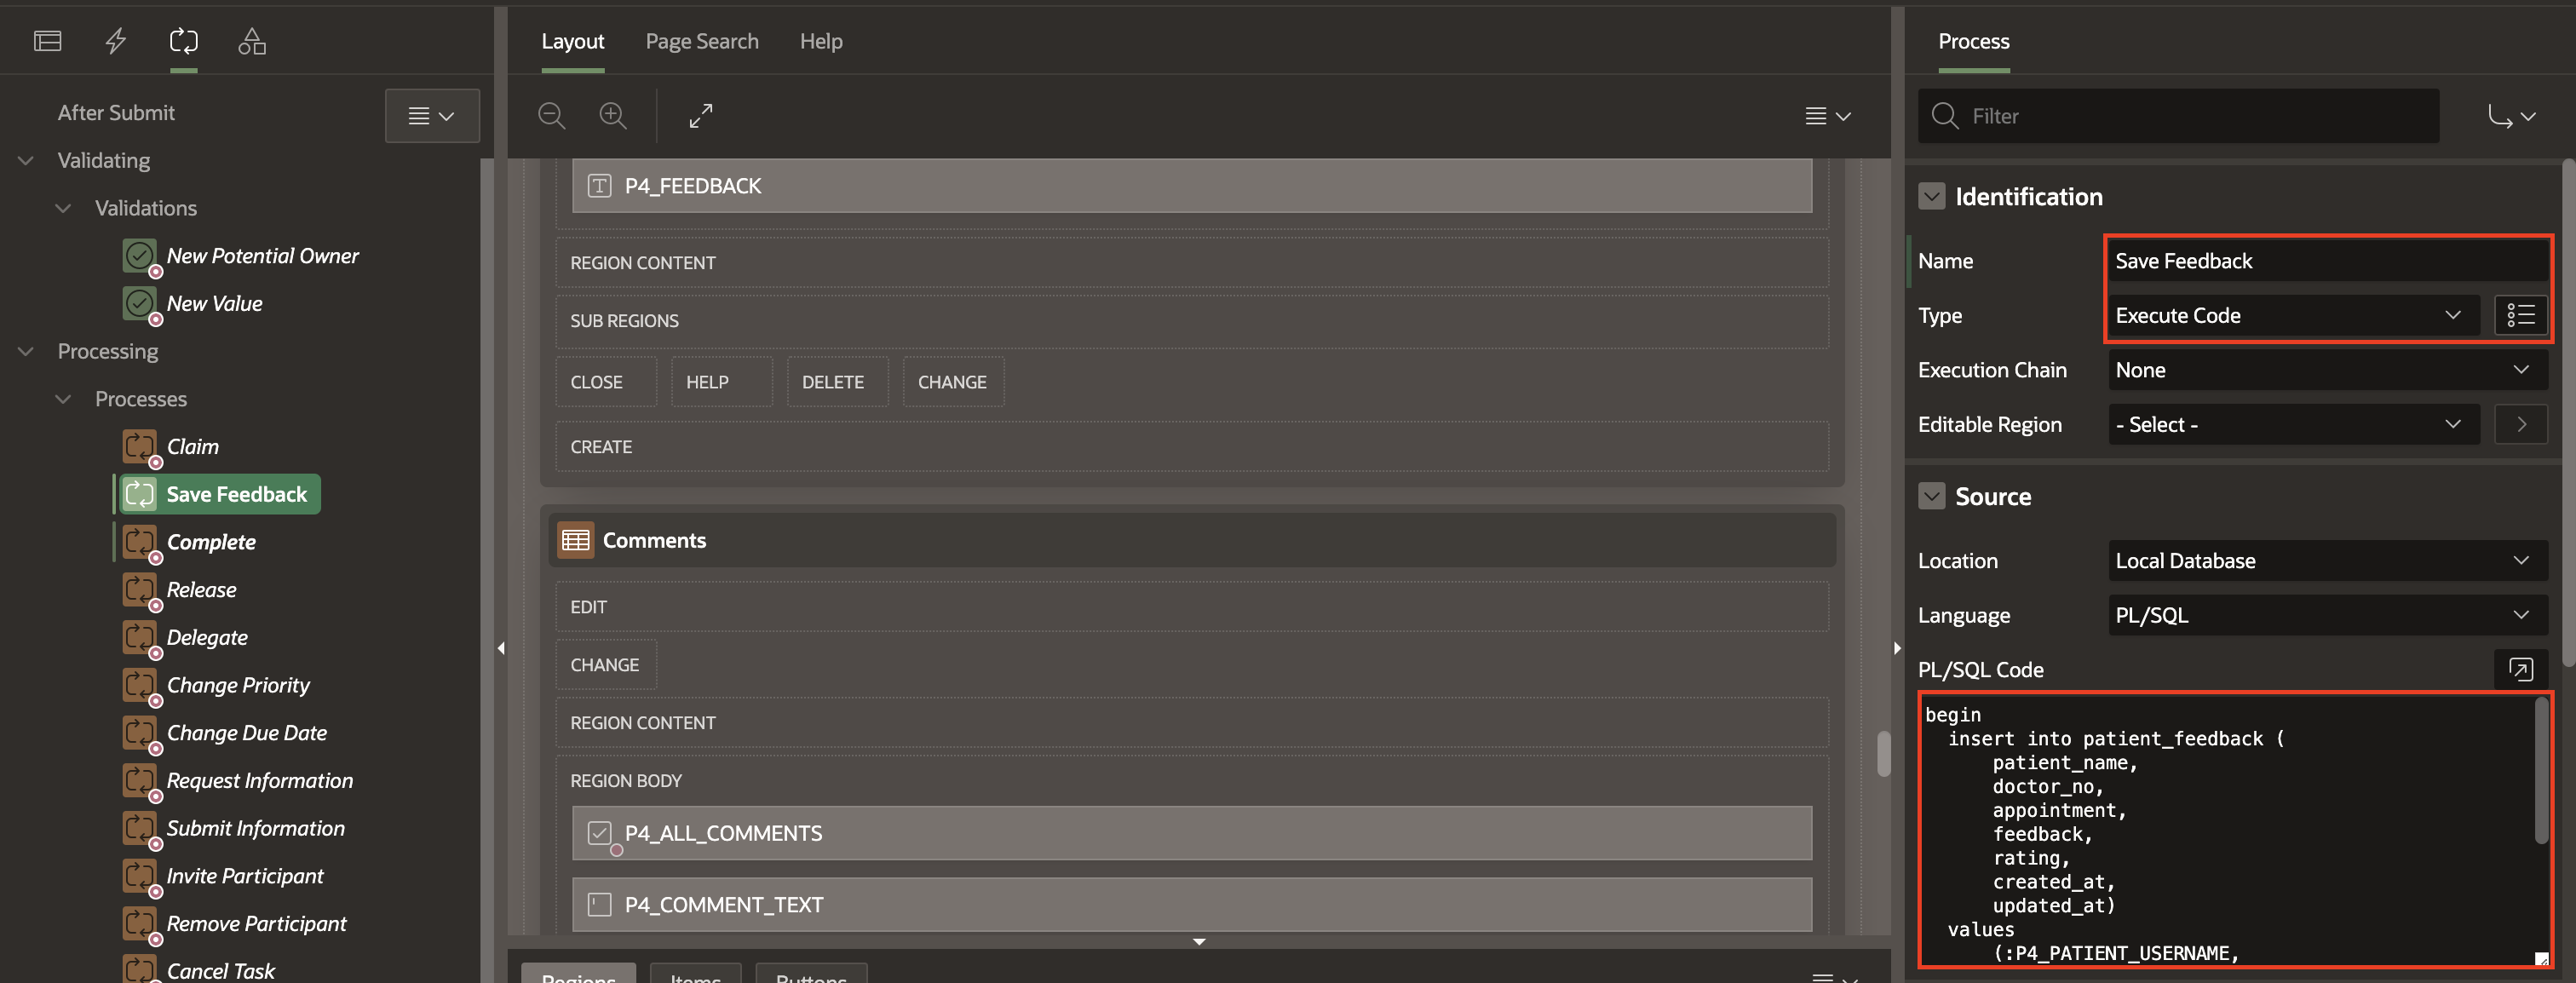 After Submit
Validating
Validations
New Potential Owner
New Value
Processing
Processes
Claim
Save Feedback
Complete
Release
Delegate
Change Priority
Change Due Date
Request Information
Submit Information
Invite Participant
Remove Participant
Cancel Task
Layout Page Search Help
P4_FEEDBACK
REGION CONTENT
SUB REGIONS
CLOSE HELP DELETE CHANGE
CREATE
Comments
EDIT
CHANGE
REGION CONTENT
REGION BODY
P4_ALL_COMMENTS
P4_COMMENT_TEXT
Regions Items Buttons
Process
Filter
Identification
Name Save Feedback
Type Execute Code
Execution Chain None
Editable Region - Select -
Source
Location Local Database
Language PL/SQL
PL/SQL Code
begin
insert into patient_feedback (
patient_name,
doctor_no,
appointment,
feedback,
rating,
created_at,
updated_at)
values
(:P4_PATIENT_USERNAME,